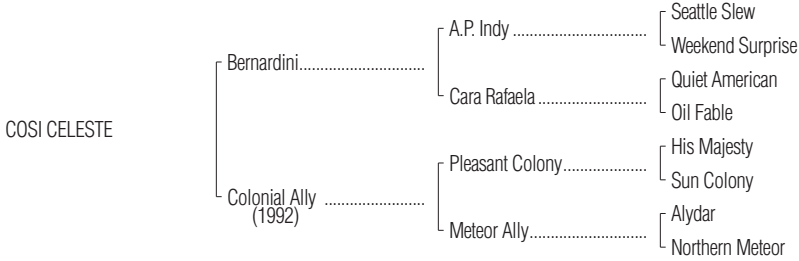 Seattle Slew
A.P. Indy ................................
Weekend Surprise
Bernardini..............................
Quiet American
Cara Rafaela ..........................
Oil Fable
COSI CELESTE
His Majesty
Pleasant Colony....................
Sun Colony
Colonial Ally ........................
(1992)
Alydar
Meteor Ally............................
Northern Meteor